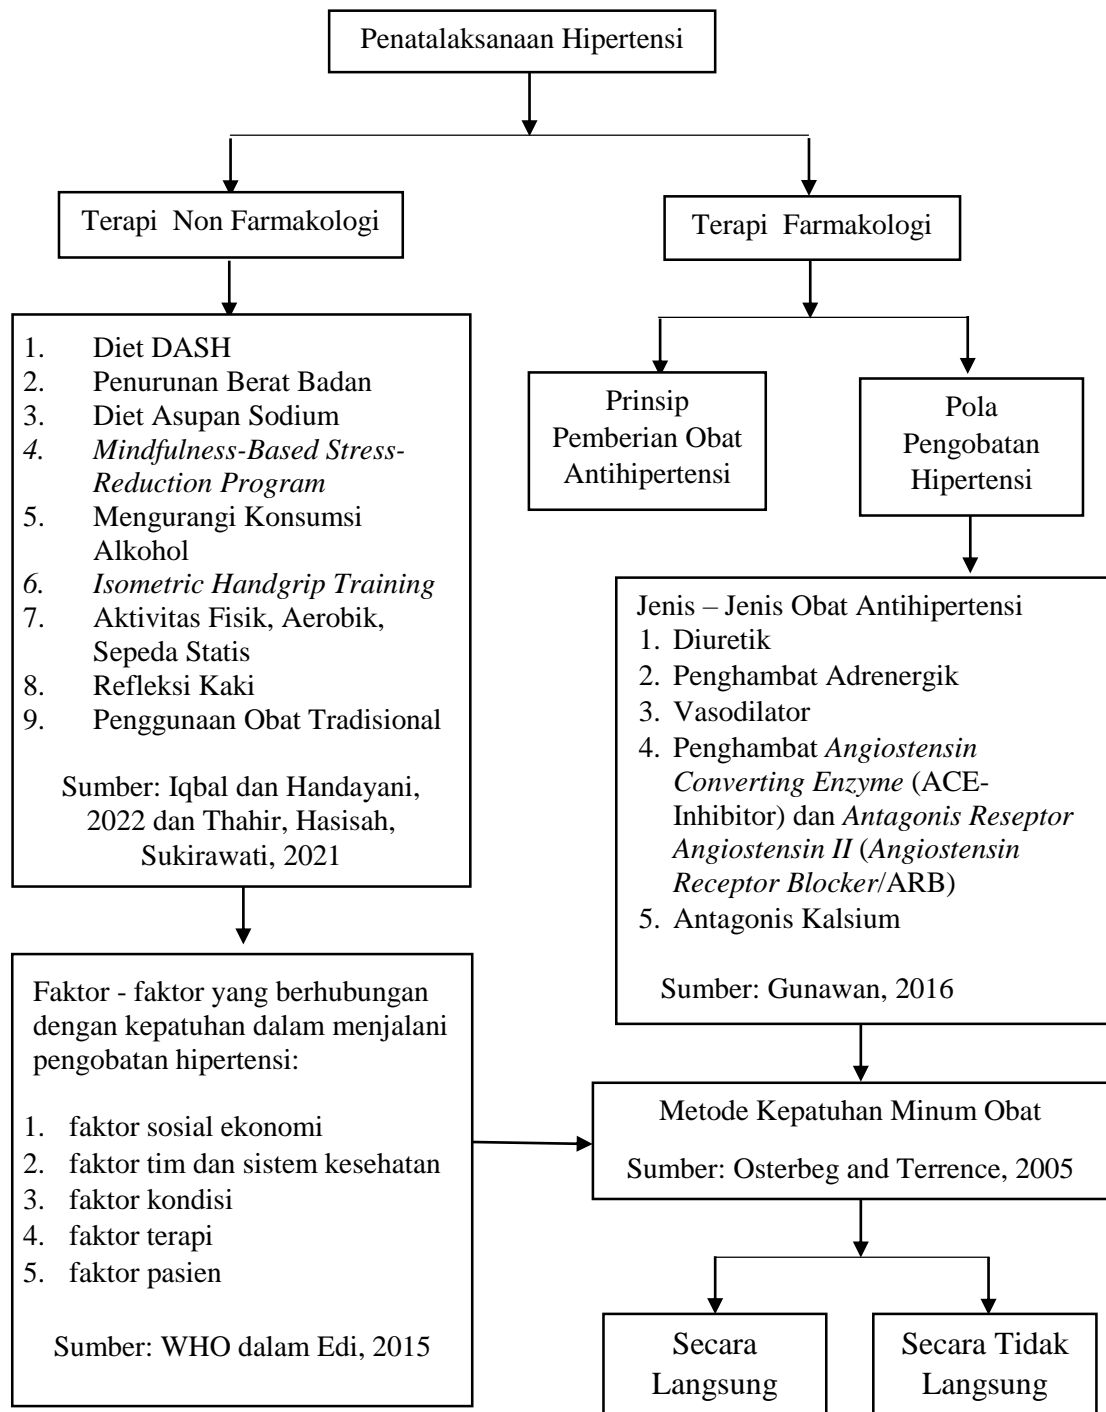 Penatalaksanaan Hipertensi
Terapi Non Farmakologi
Terapi Farmakologi
1. Diet DASH
2. Penurunan Berat Badan
3. Diet Asupan Sodium
4. Mindfulness-Based Stress-
Reduction Program
5. Mengurangi Konsumsi
Alkohol
6. Isometric Handgrip Training
7. Aktivitas Fisik, Aerobik,
Sepeda Statis
8. Refleksi Kaki
9. Penggunaan Obat Tradisional
Sumber: Iqbal dan Handayani,
2022 dan Thahir, Hasisah,
Sukirawati, 2021
Prinsip
Pemberian Obat
Antihipertensi
Pola
Pengobatan
Hipertensi
Jenis – Jenis Obat Antihipertensi
1. Diuretik
2. Penghambat Adrenergik
3. Vasodilator
4. Penghambat Angiostensin
Converting Enzyme (ACE-
Inhibitor) dan Antagonis Reseptor
Angiostensin II (Angiostensin
Receptor Blocker/ARB)
5. Antagonis Kalsium
Sumber: Gunawan, 2016
Faktor - faktor yang berhubungan
dengan kepatuhan dalam menjalani
pengobatan hipertensi:
1. faktor sosial ekonomi
2. faktor tim dan sistem kesehatan
3. faktor kondisi
4. faktor terapi
5. faktor pasien
Sumber: WHO dalam Edi, 2015
Metode Kepatuhan Minum Obat
Sumber: Osterbeg and Terrence, 2005
Secara
Langsung
Secara Tidak
Langsung